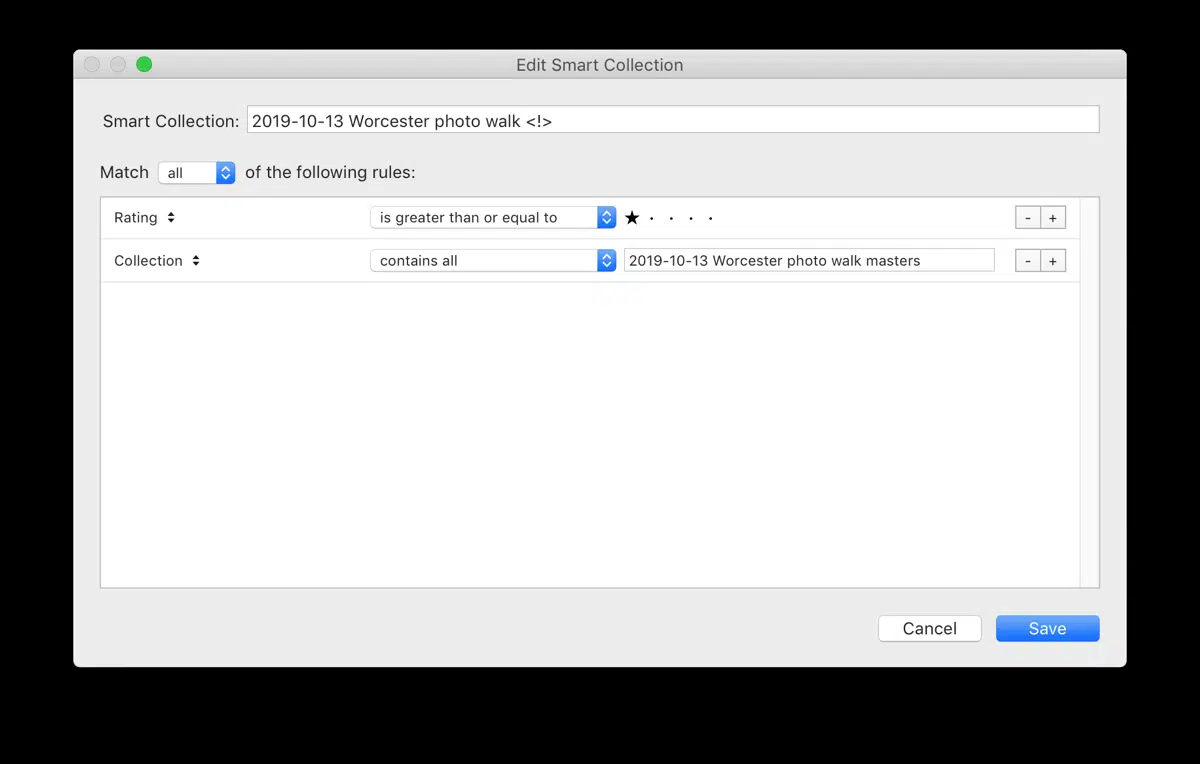 Edit Smart Collection
Smart Collection: 2019-10-13 Worcester photo walk <!>
Match all of the following rules:
Rating is greater than or equal to ★ · · · · - +
Collection contains all 2019-10-13 Worcester photo walk masters - +
Cancel Save